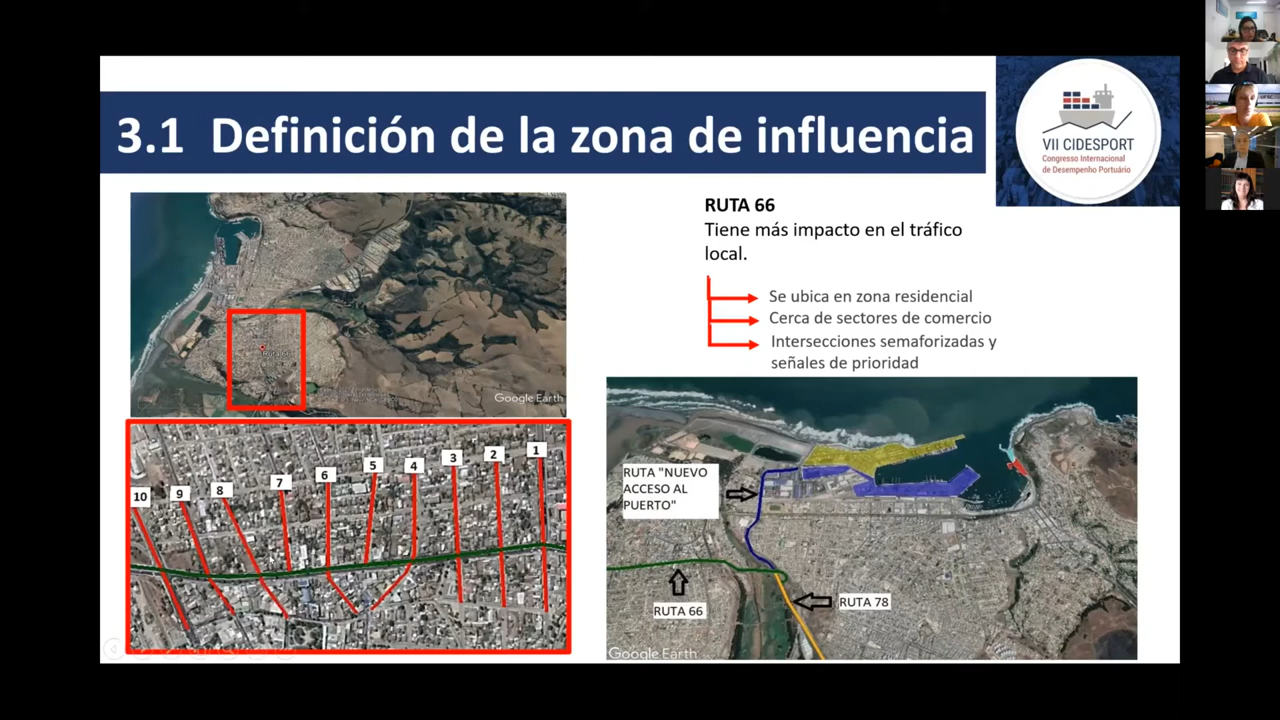 3.1 Definición de la zona de influencia
VII CIDESPORT
Congresso Internacional
de Desempenho Portuário
RUTA 66
Tiene más impacto en el tráfico
local.
Se ubica en zona residencial
Cerca de sectores de comercio
Intersecciones semaforizadas y
señales de prioridad
Ruta 66
Google Earth
10
9
8
7
6
5
4
3
2
1
RUTA "NUEVO
ACCESO AL
PUERTO"
RUTA 66
RUTA 78
Google Earth